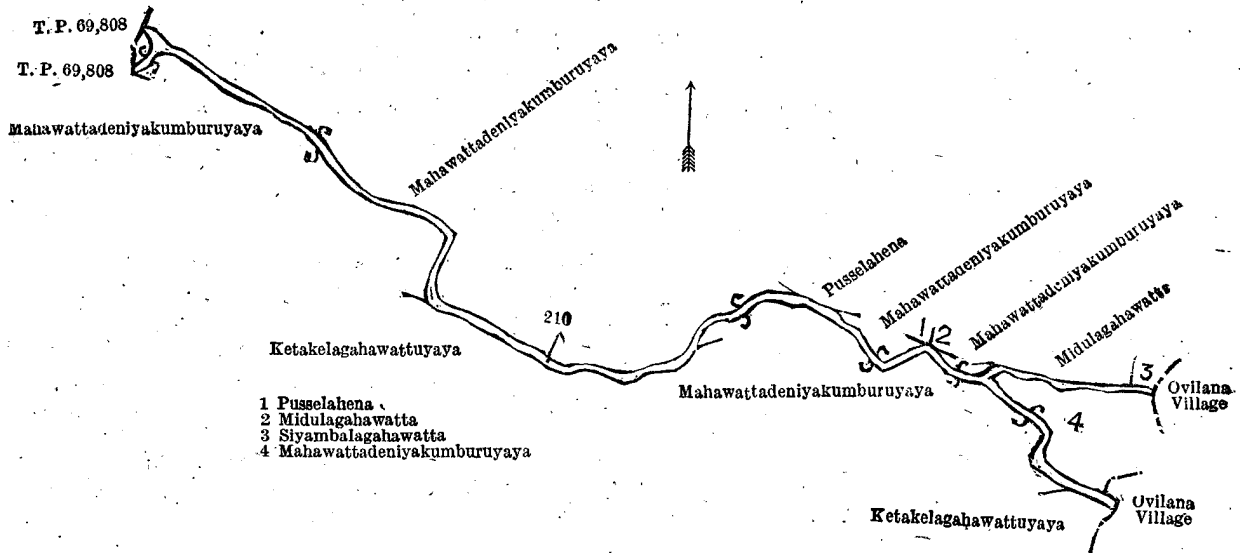 T. P. 69,808
T. P. 69,808
Mahawattadeniyakumburuyaya
Mahawattadeniyakumburuyaya
Pusselahena
Mahawattadeniyakumburuyaya
Mahawattadeniyakumburuyaya
Midulagahawatta
210
1
2
3
Ovilana
Village
Ketakelagahawattuyaya
Mahawattadeniyakumburuyaya
4
1 Pusselahena
2 Midulagahawatta
3 Siyambalagahawatta
4 Mahawattadeniyakumburuyaya
Ketakelagahawattuyaya
Ovilana
Village